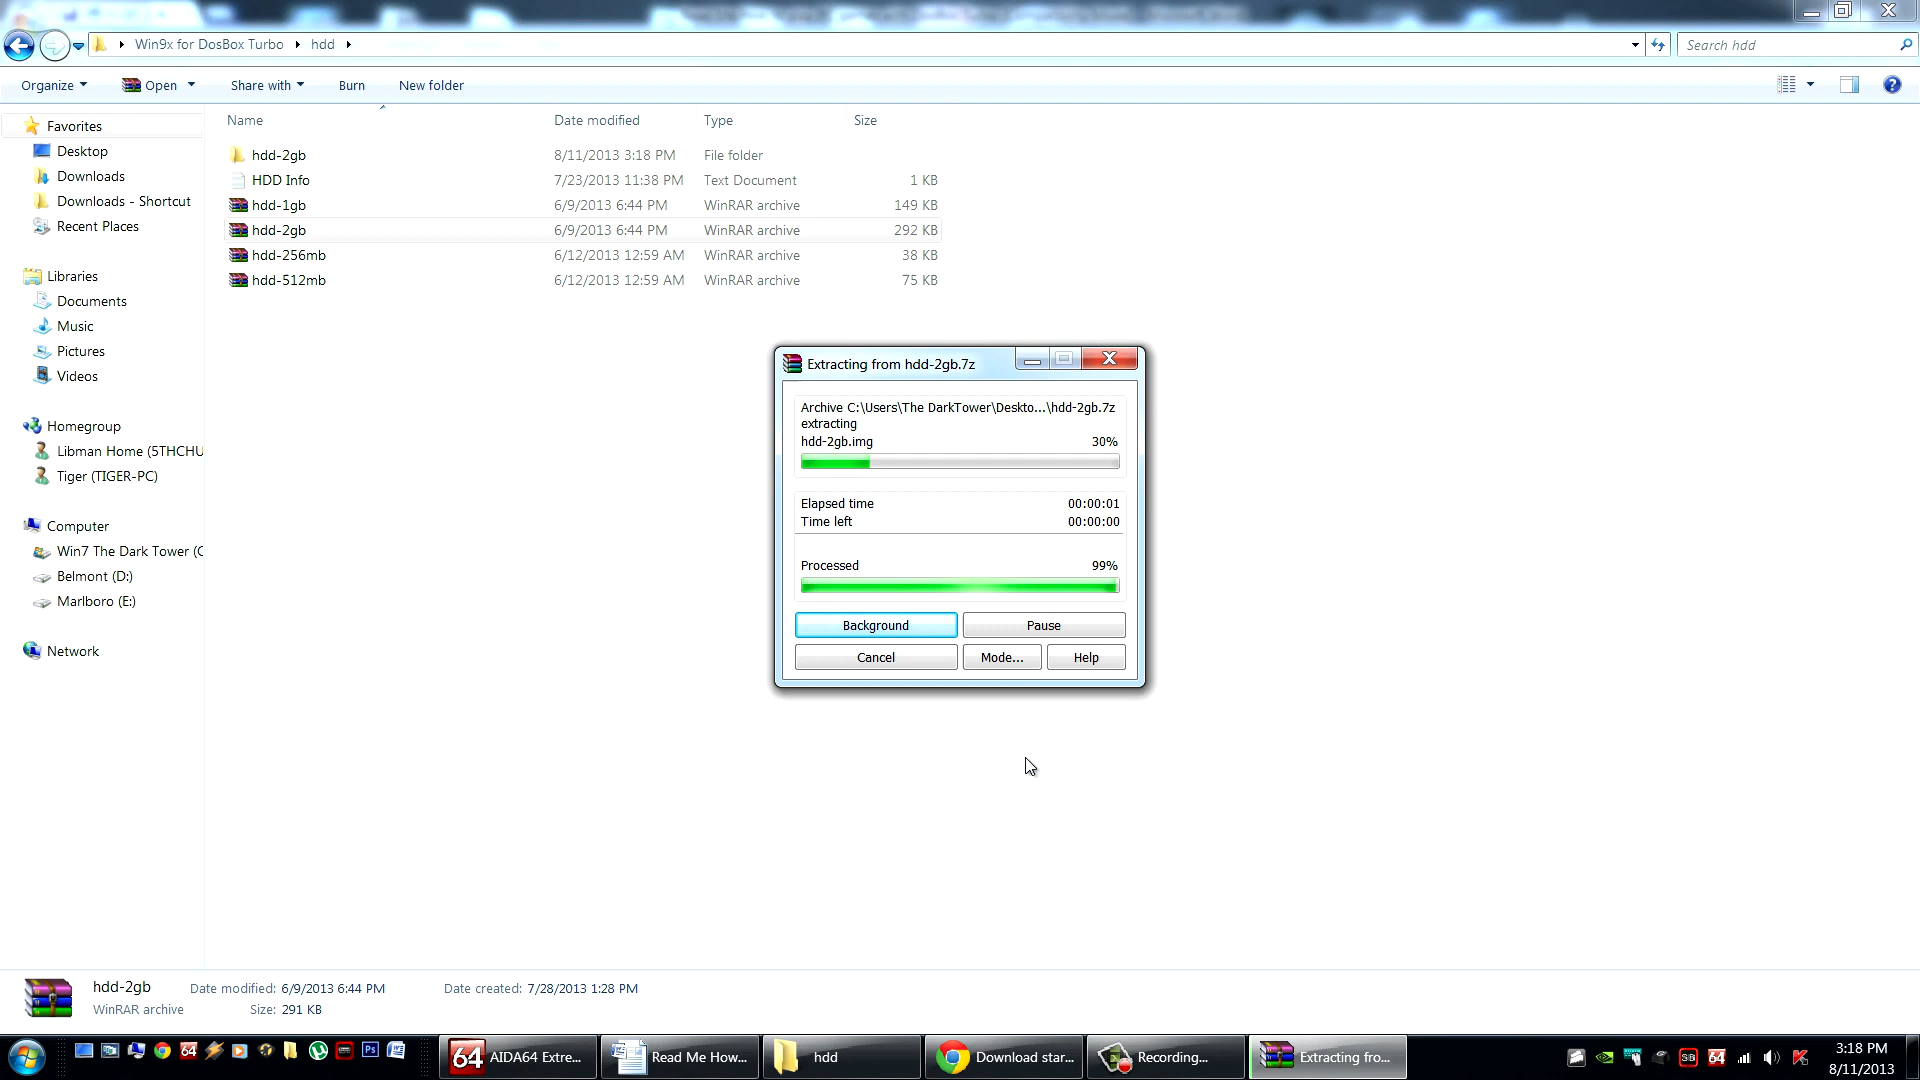 Win9x for DosBox Turbo
hdd
Search hdd
Organize
Open
Share with
Burn
New folder
Name
Date modified
Type
Size
Favorites
Desktop
Downloads
Downloads - Shortcut
Recent Places
Libraries
Documents
Music
Pictures
Videos
Homegroup
Libman Home (5THCHU
Tiger (TIGER-PC)
Computer
Win7 The Dark Tower (C
Belmont (D:)
Marlboro (E:)
Network
hdd-2gb 8/11/2013 3:18 PM File folder
HDD Info 7/23/2013 11:38 PM Text Document 1 KB
hdd-1gb 6/9/2013 6:44 PM WinRAR archive 149 KB
hdd-2gb 6/9/2013 6:44 PM WinRAR archive 292 KB
hdd-256mb 6/12/2013 12:59 AM WinRAR archive 38 KB
hdd-512mb 6/12/2013 12:59 AM WinRAR archive 75 KB
Extracting from hdd-2gb.7z
Archive C:\Users\The DarkTower\Deskto...\hdd-2gb.7z
extracting
hdd-2gb.img 30%
Elapsed time 00:00:01
Time left 00:00:00
Processed 99%
Background
Pause
Cancel
Mode...
Help
hdd-2gb Date modified: 6/9/2013 6:44 PM Date created: 7/28/2013 1:28 PM
WinRAR archive Size: 291 KB
64
Ps
64
AIDA64 Extre...
Read Me How...
hdd
Download star...
Recording...
Extracting fro...
64
3:18 PM
8/11/2013